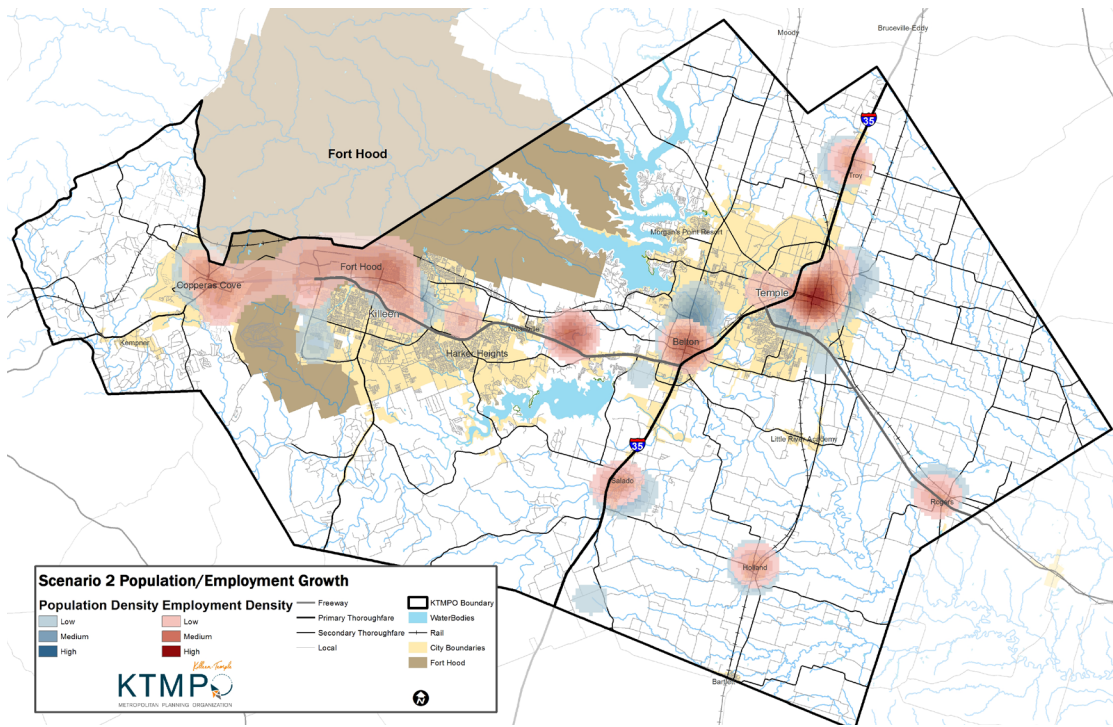 Moody
Bruceville-Eddy
35
Fort Hood
Troy
Morgan's Point Resort
Fort Hood
Copperas Cove
Temple
Killeen
Nolanville
Kempner
Harker Heights
Belton
Little River Academy
35
Salado
Rogers
Holland
Bartlett
Scenario 2 Population/Employment Growth
Population Density Employment Density
Low
Medium
High
Low
Medium
High
Freeway
Primary Thoroughfare
Secondary Thoroughfare
Local
KTMPO Boundary
WaterBodies
Rail
City Boundaries
Fort Hood
Killeen-Temple
KTMPO
METROPOLITAN PLANNING ORGANIZATION
N